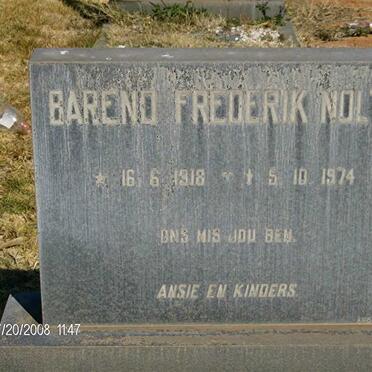 BAREND FREDERIK NOL
* 16. 6. 1918 - † 5. 10. 1974
ONS MIS JOU BEN.
ANSIE EN KINDERS.
/20/2008 11:47